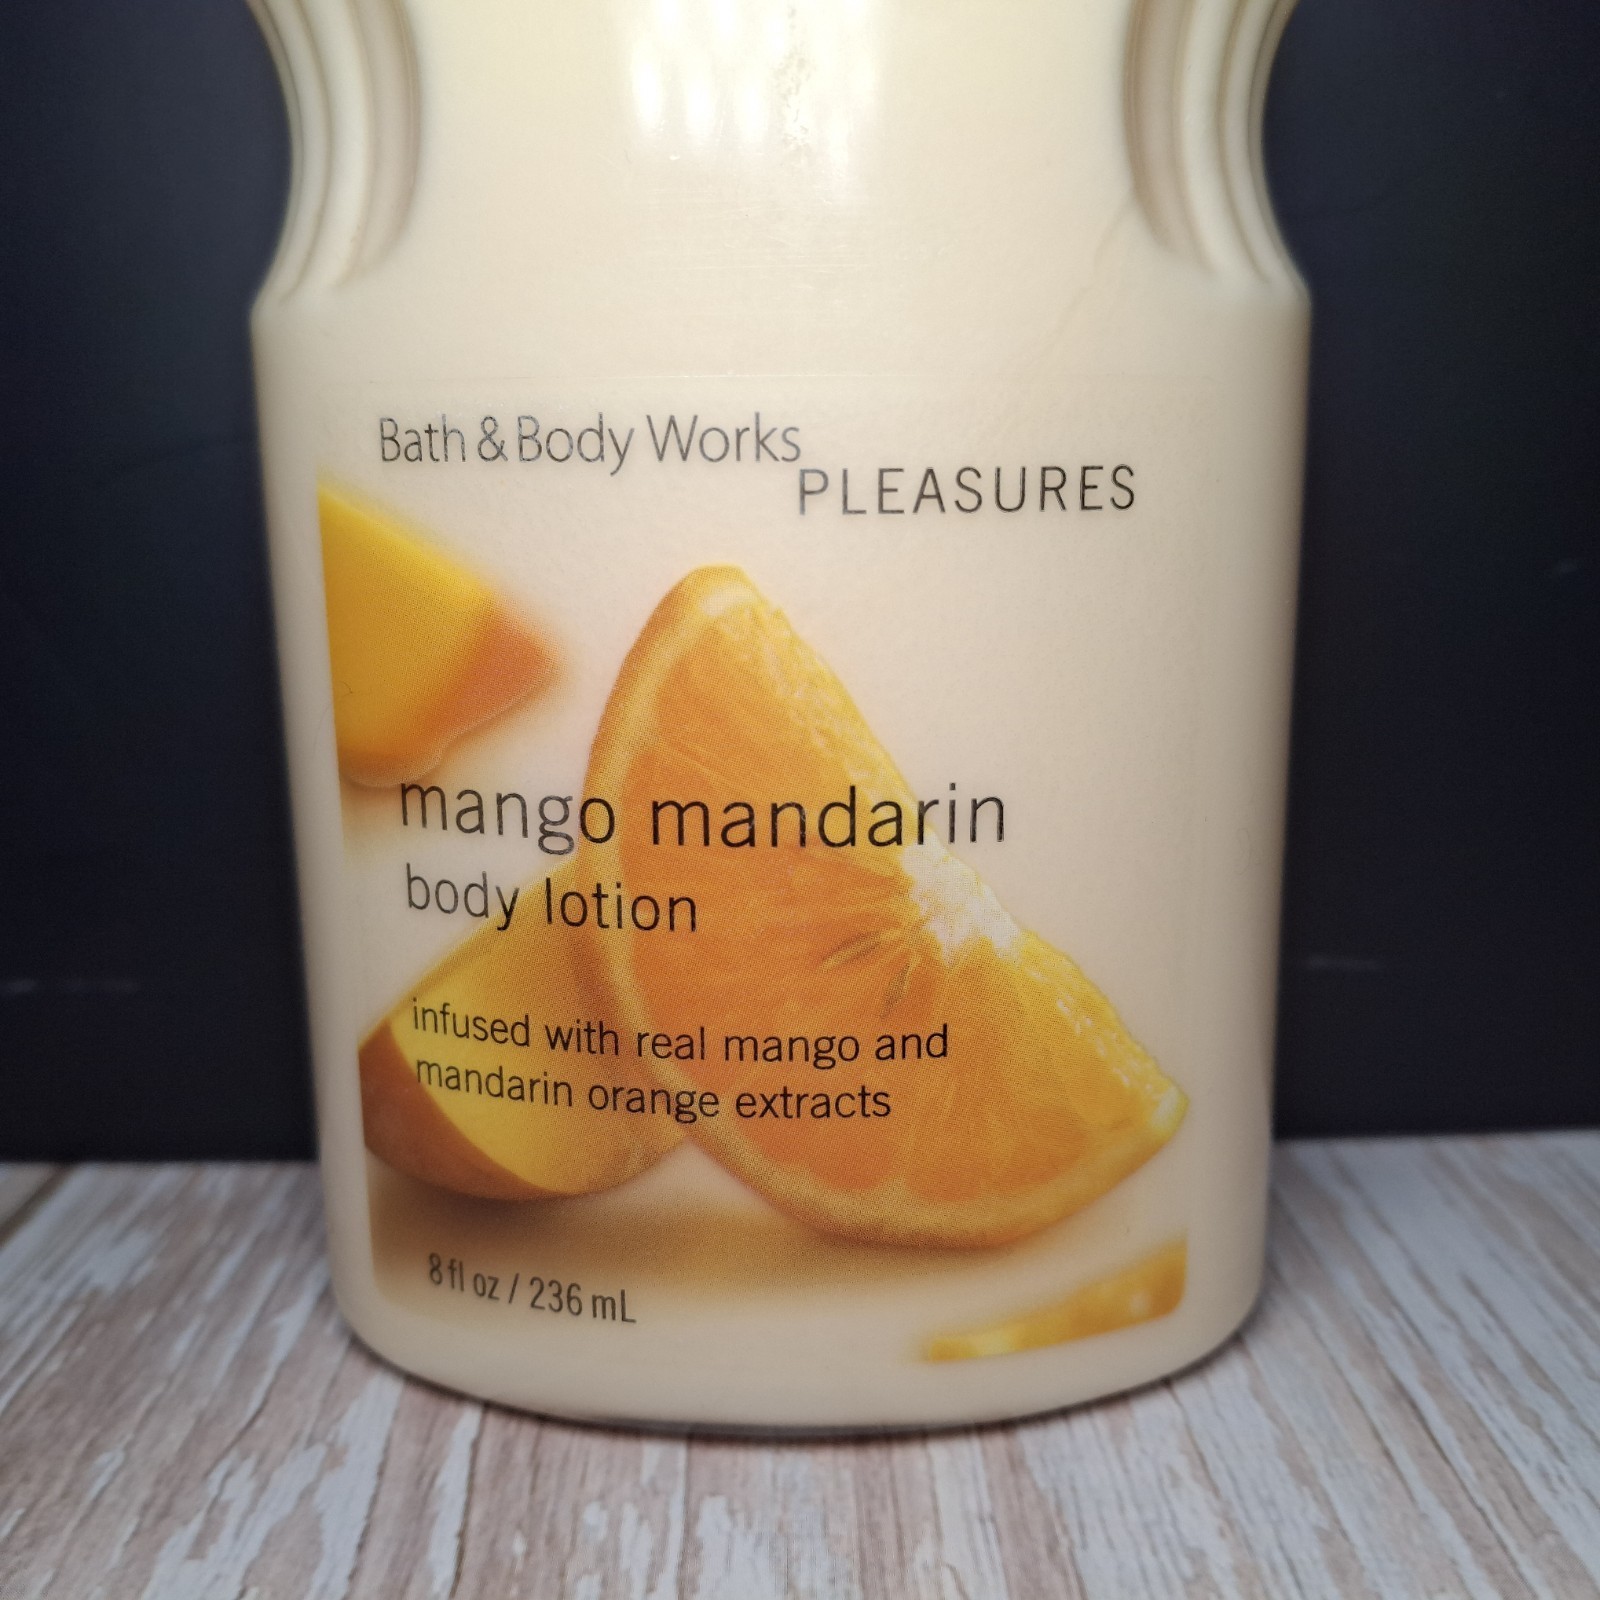 Bath & Body Works
PLEASURES
mango mandarin
body lotion
infused with real mango and
mandarin orange extracts
8 fl oz / 236 mL